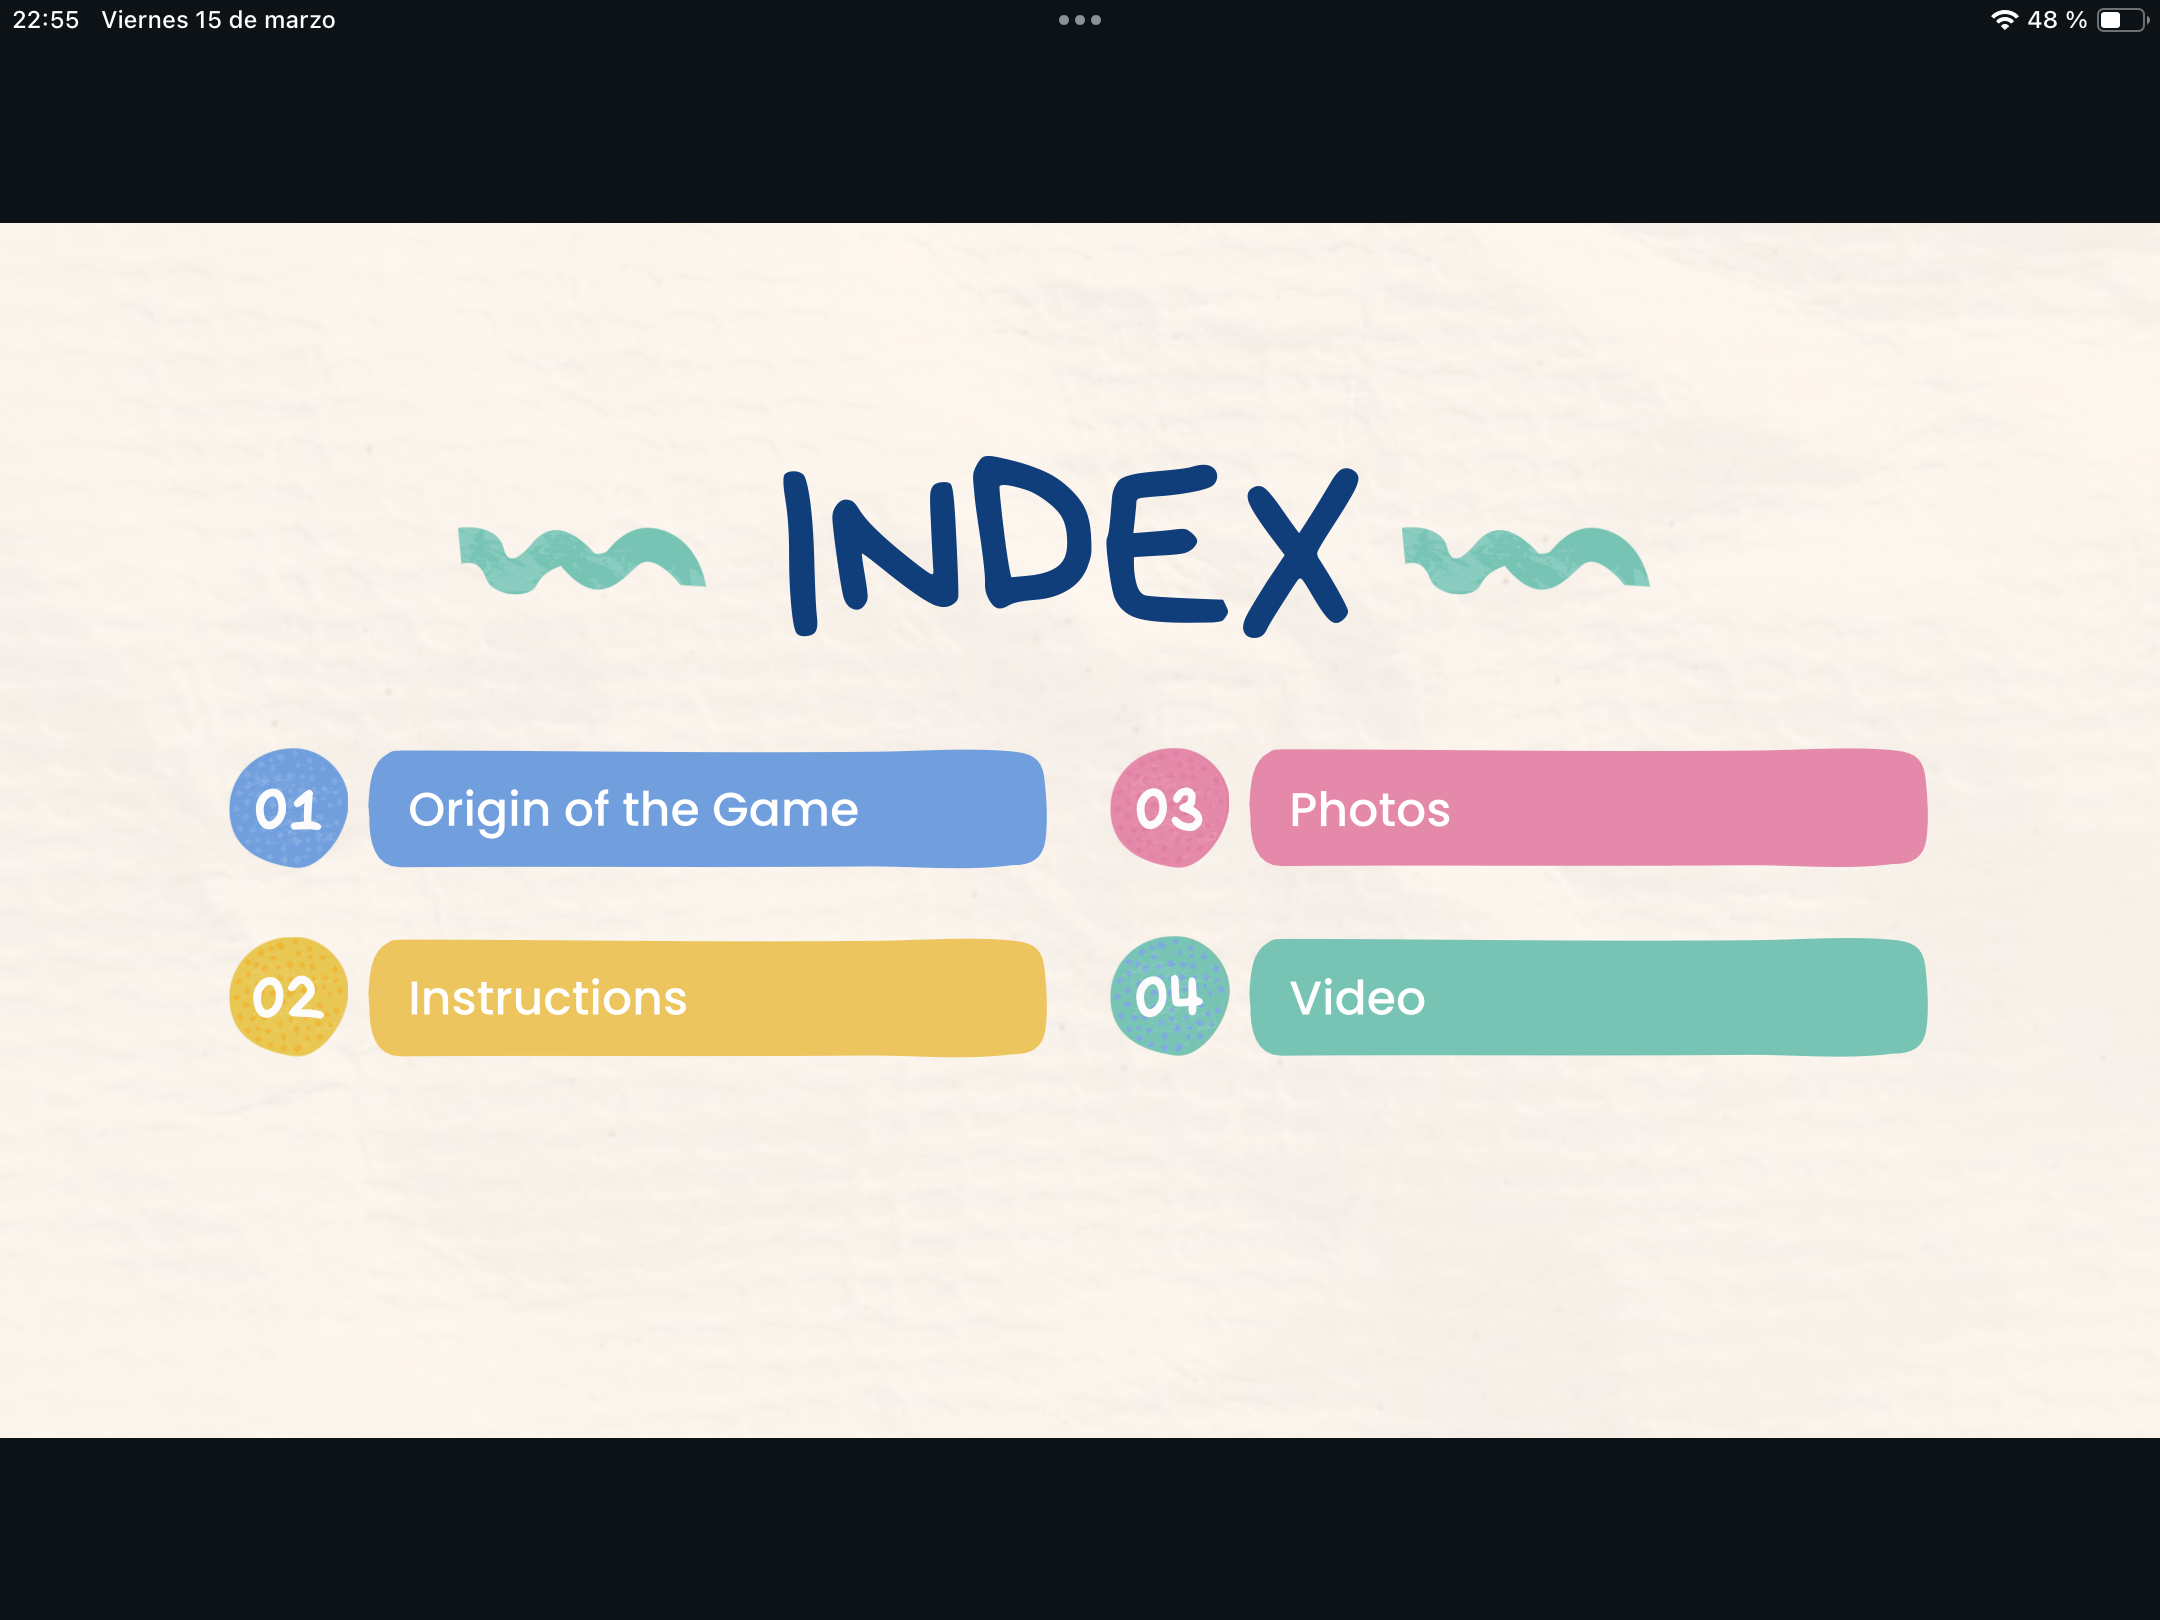 22:55 Viernes 15 de marzo
48 %
INDEX
01 Origin of the Game
02 Instructions
03 Photos
04 Video